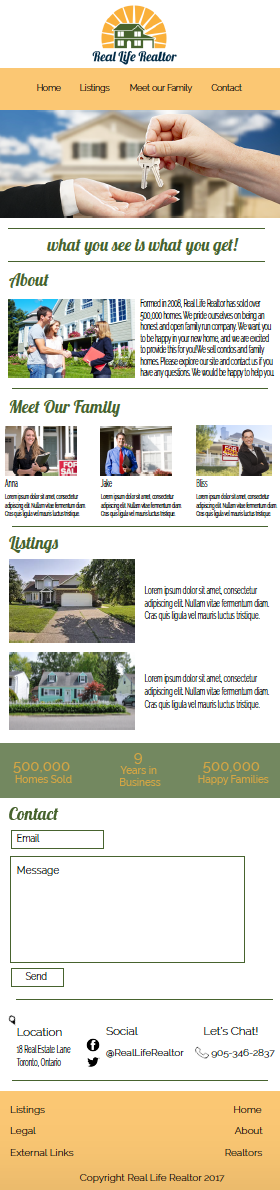 Real Life Realtor
Home Listings Meet our Family Contact
what you see is what you get!
About
Formed in 2008, Real Life Realtor has sold over
500,000 homes. We pride ourselves on being an
honest and open family run company. We want you
to be happy in your new home, and we are excited
to provide this for you! We sell condos and family
homes. Please explore our site and contact us if you
have any questions. We would be happy to help you.
Meet Our Family
FOR
SALE
FOR SALE
Anna
Lorem ipsum dolor sit amet, consectetur
adipiscing elit. Nullam vitae fermentum diam.
Cras quis ligula vel mauris luctus tristique.
Jake
Lorem ipsum dolor sit amet, consectetur
adipiscing elit. Nullam vitae fermentum diam.
Cras quis ligula vel mauris luctus tristique.
Bliss
Lorem ipsum dolor sit amet, consectetur
adipiscing elit. Nullam vitae fermentum diam.
Cras quis ligula vel mauris luctus tristique.
Listings
Lorem ipsum dolor sit amet, consectetur
adipiscing elit. Nullam vitae fermentum diam.
Cras quis ligula vel mauris luctus tristique.
Lorem ipsum dolor sit amet, consectetur
adipiscing elit. Nullam vitae fermentum diam.
Cras quis ligula vel mauris luctus tristique.
500,000
Homes Sold
9
Years in
Business
500,000
Happy Families
Contact
Email
Message
Send
Location
18 Real Estate Lane
Toronto, Ontario
Social
@RealLifeRealtor
Let's Chat!
905-346-2837
Listings Home
Legal About
External Links Realtors
Copyright Real Life Realtor 2017